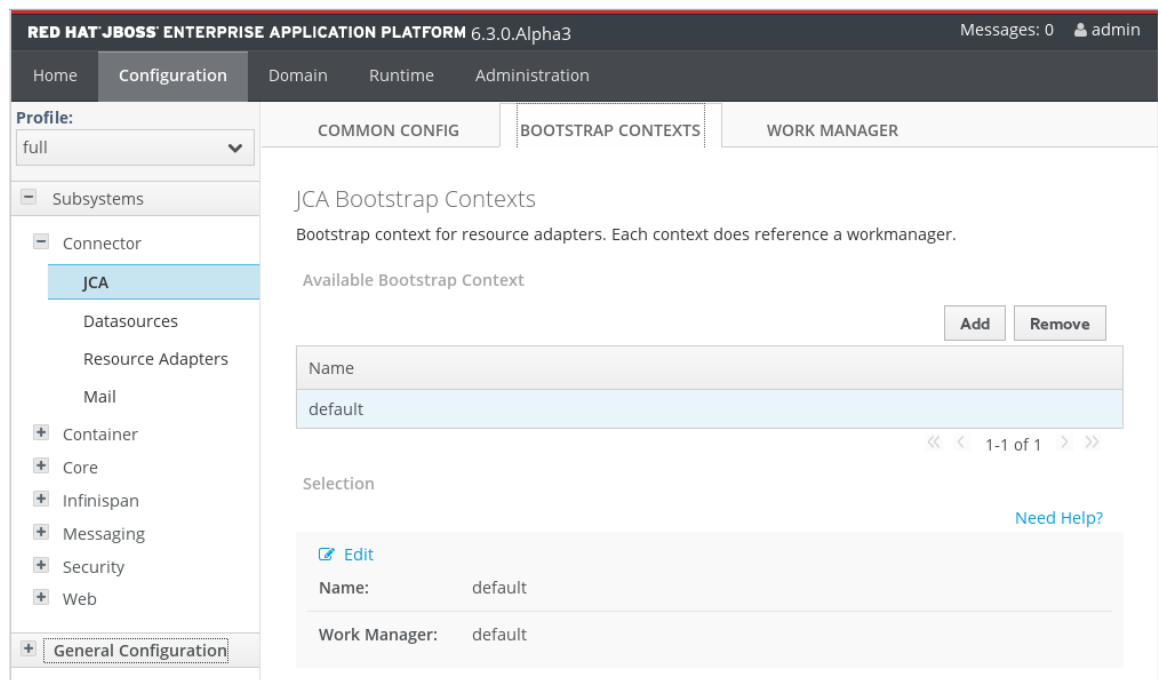 RED HAT JBOSS ENTERPRISE APPLICATION PLATFORM 6.3.0.Alpha3
Messages: 0 admin
Home Configuration Domain Runtime Administration
Profile:
full
Subsystems
Connector
JCA
Datasources
Resource Adapters
Mail
Container
Core
Infinispan
Messaging
Security
Web
General Configuration
COMMON CONFIG BOOTSTRAP CONTEXTS WORK MANAGER
JCA Bootstrap Contexts
Bootstrap context for resource adapters. Each context does reference a workmanager.
Available Bootstrap Context
Add Remove
Name
default
« < 1-1 of 1 > »
Selection
Need Help?
Edit
Name: default
Work Manager: default